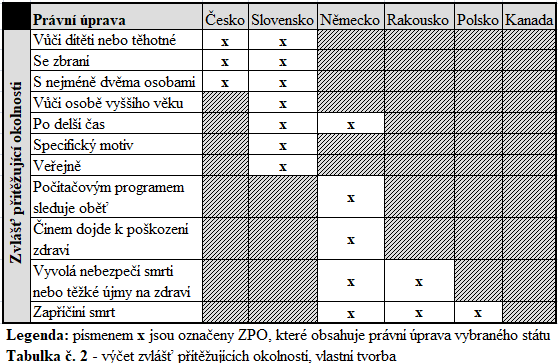 Právní úprava Česko Slovensko Německo Rakousko Polsko Kanada
Zvlášť přitěžující okolnosti
Vůči dítěti nebo těhotné x x
Se zbraní x x
S nejméně dvěma osobami x x
Vůči osobě vyššího věku x
Po delší čas x x
Specifický motiv x
Veřejně x
Počítačovým programem
sleduje oběť x
Činem dojde k poškození
zdraví x
Vyvolá nebezpečí smrti
nebo těžké újmy na zdraví x x
Zapříčiní smrt x x x
Legenda: písmenem x jsou označeny ZPO, které obsahuje právní úprava vybraného státu
Tabulka č. 2 - výčet zvlášť přitěžujících okolností, vlastní tvorba